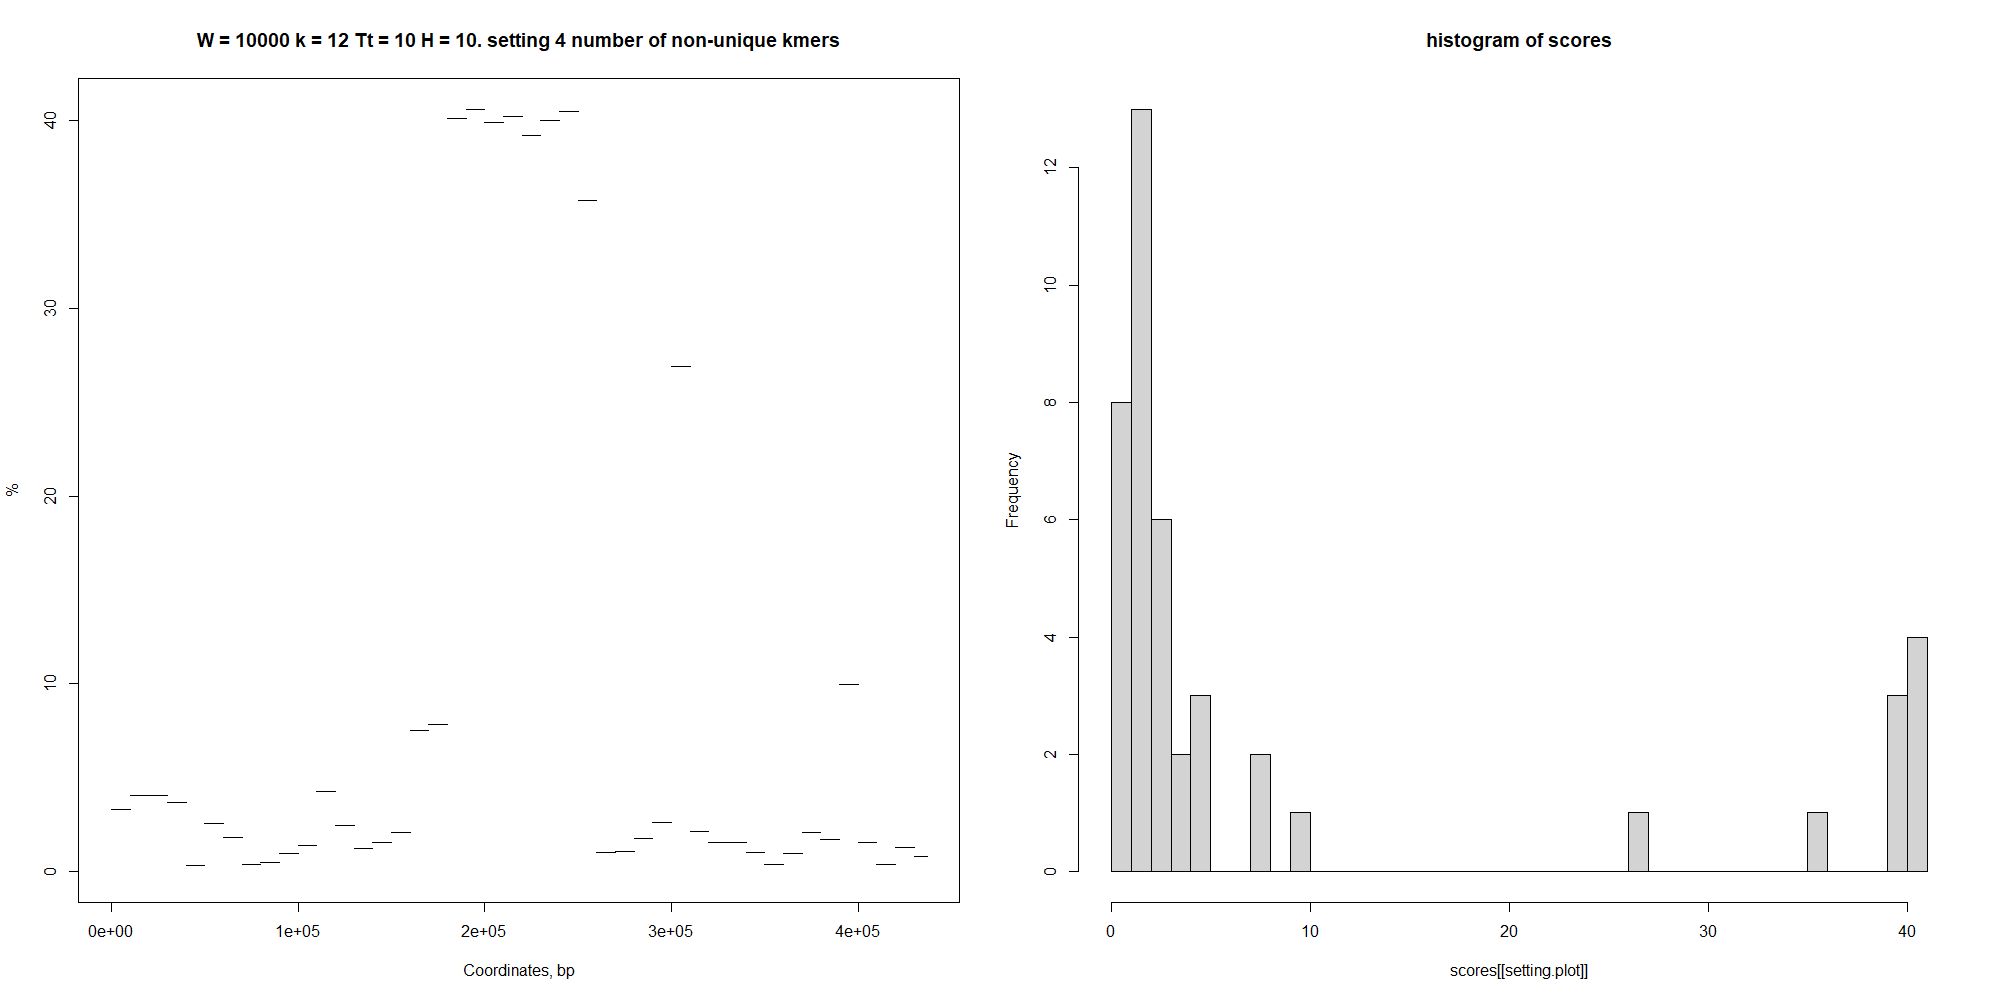 W = 10000 k = 12 Tt = 10 H = 10. setting 4 number of non-unique kmers
%
40
30
20
10
0
0e+00 1e+05 2e+05 3e+05 4e+05
Coordinates, bp
histogram of scores
Frequency
12
10
8
6
4
2
0
0 10 20 30 40
scores[[setting.plot]]